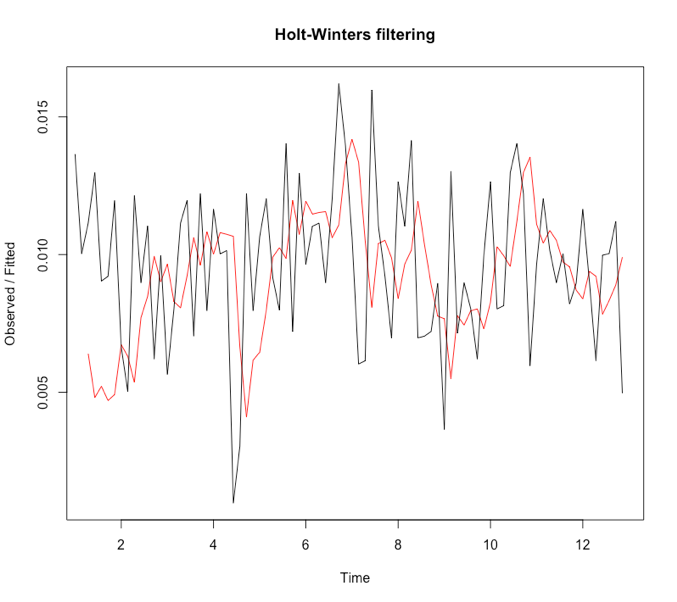 Holt-Winters filtering
Observed / Fitted
0.015
0.010
0.005
2 4 6 8 10 12
Time